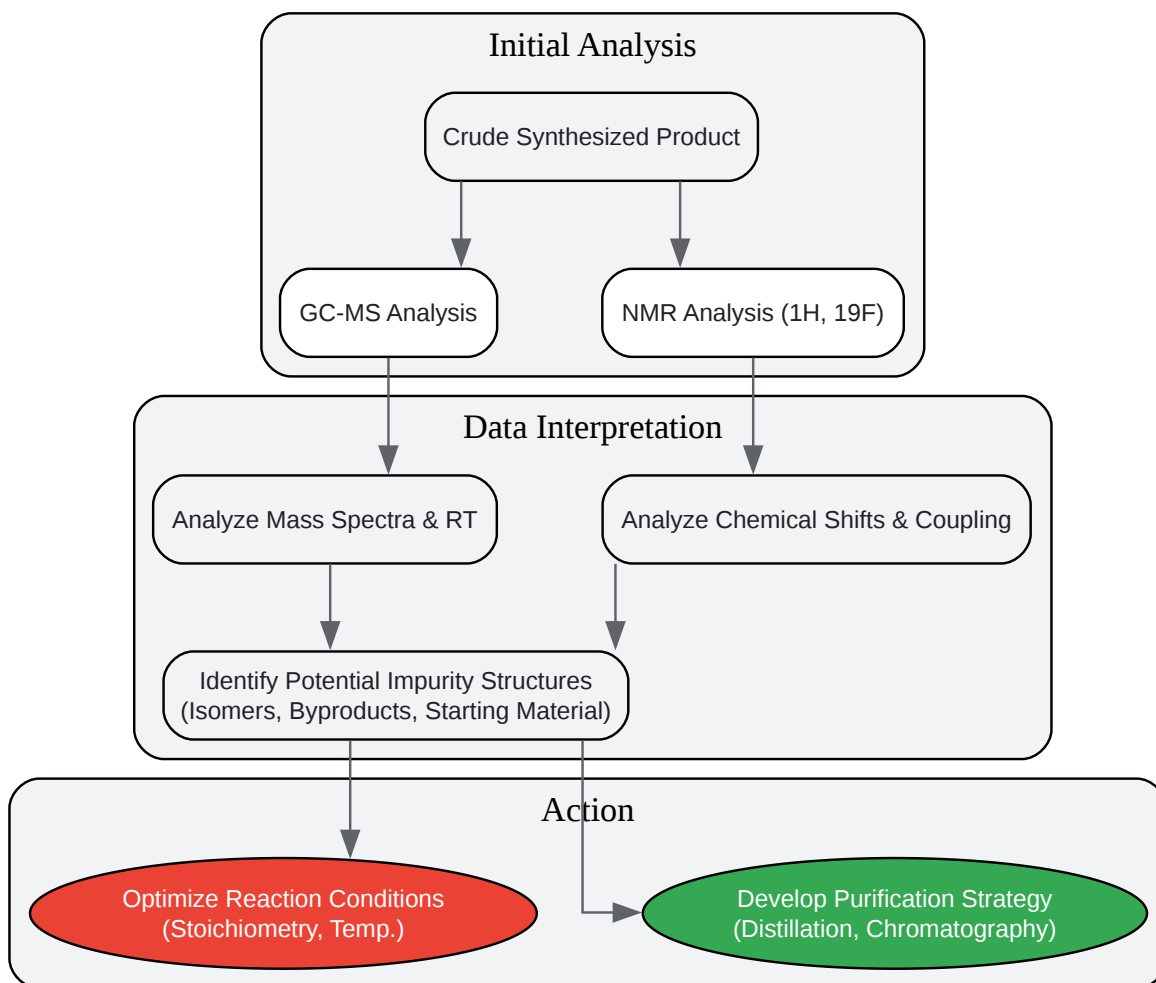 Initial Analysis
Crude Synthesized Product
GC-MS Analysis
NMR Analysis (1H, 19F)
Data Interpretation
Analyze Mass Spectra & RT
Analyze Chemical Shifts & Coupling
Identify Potential Impurity Structures
(Isomers, Byproducts, Starting Material)
Action
Optimize Reaction Conditions
(Stoichiometry, Temp.)
Develop Purification Strategy
(Distillation, Chromatography)